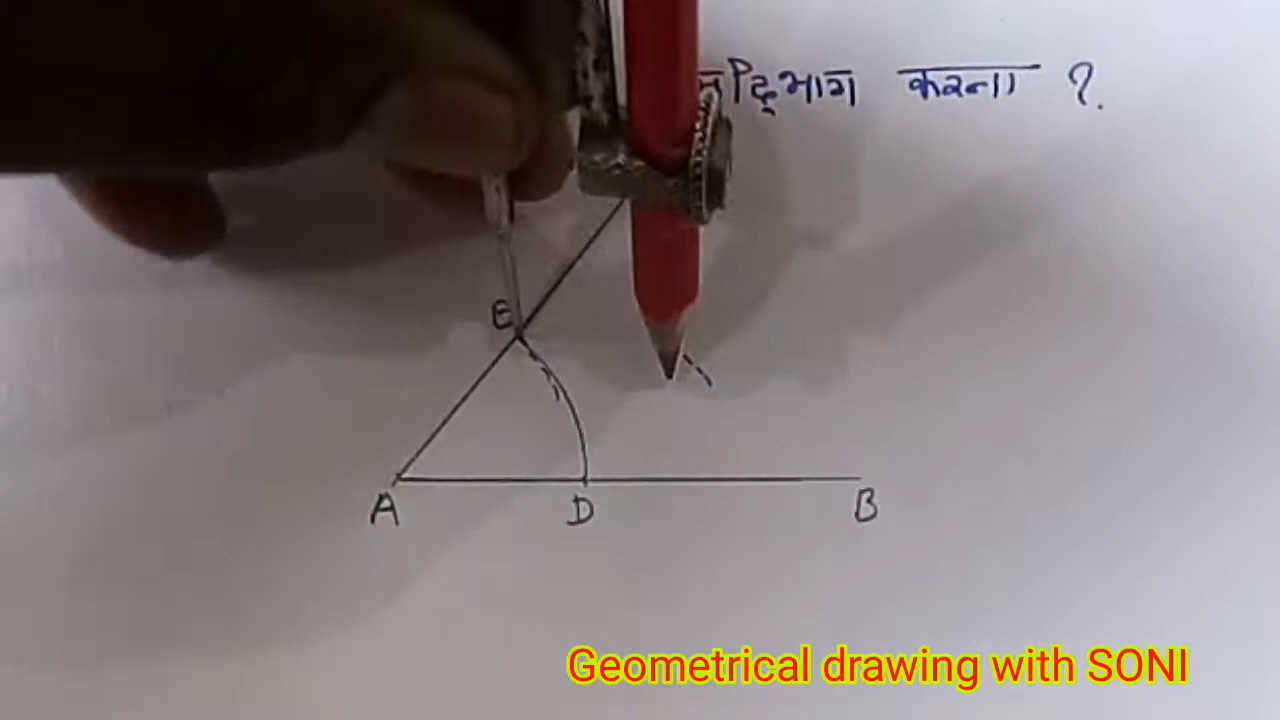 करना ?
E
A D B
Geometrical drawing with SONI